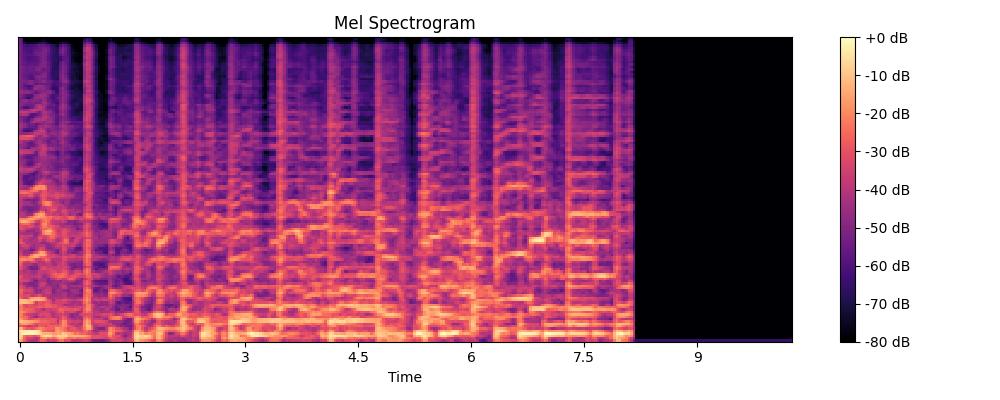 Mel Spectrogram
+0 dB
-10 dB
-20 dB
-30 dB
-40 dB
-50 dB
-60 dB
-70 dB
-80 dB
0 1.5 3 4.5 6 7.5 9
Time